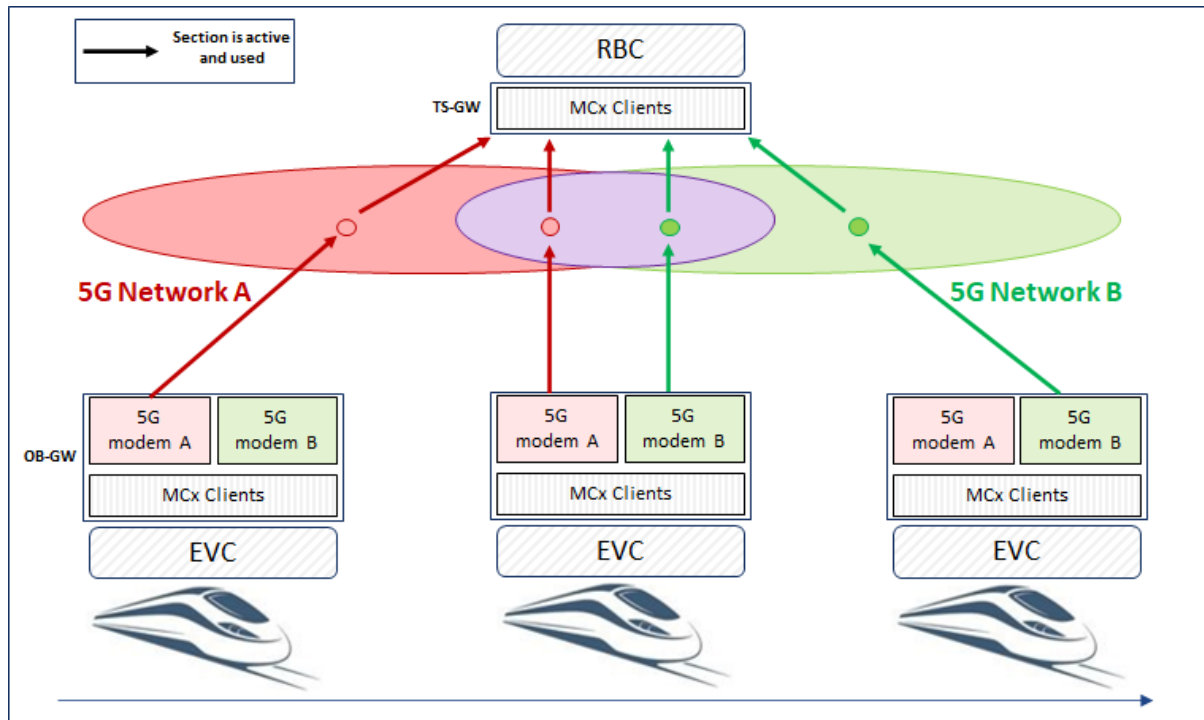 Section is active
and used
RBC
TS-GW
MCx Clients
5G Network A
5G Network B
5G
modem A
5G
modem B
OB-GW
MCx Clients
EVC
5G
modem A
5G
modem B
MCx Clients
EVC
5G
modem A
5G
modem B
MCx Clients
EVC